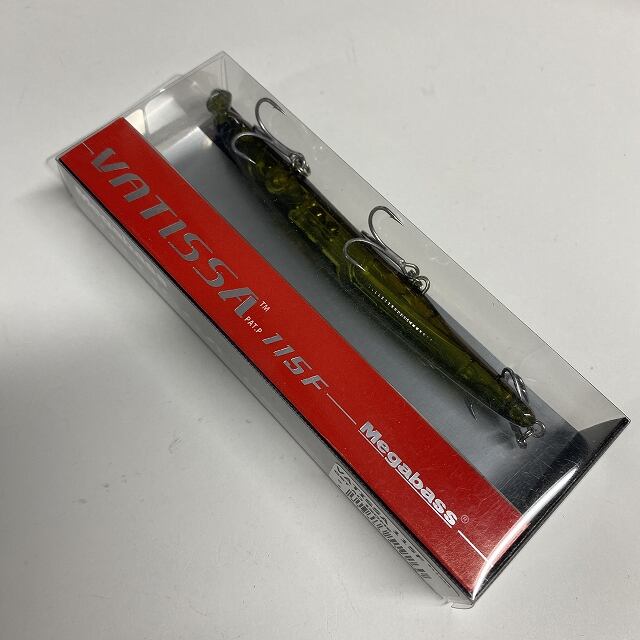 VATISSA™
PAT.P
115F
Megabass®